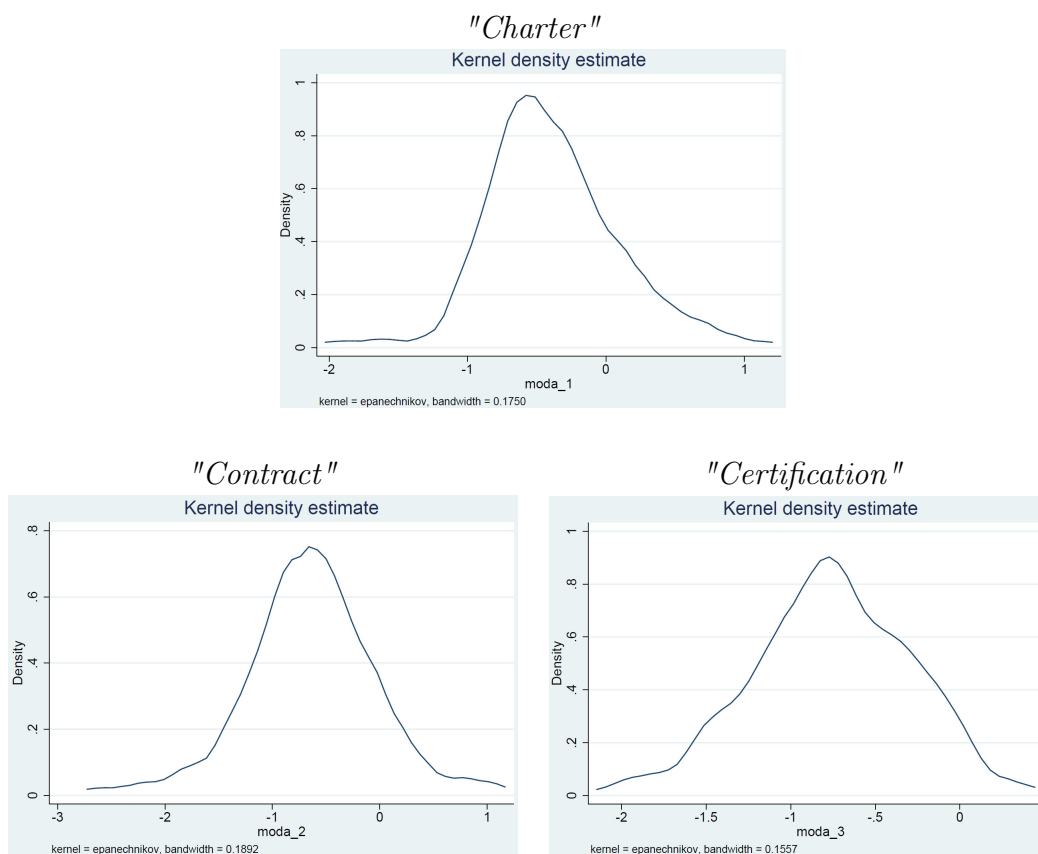 "Charter"
Kernel density estimate
1
.8
.6
.4
.2
0
Density
-2 -1 0 1
moda_1
kernel = epanechnikov, bandwidth = 0.1750
"Contract"
Kernel density estimate
.8
.6
.4
.2
0
Density
-3 -2 -1 0 1
moda_2
kernel = epanechnikov, bandwidth = 0.1892
"Certification"
Kernel density estimate
1
.8
.6
.4
.2
0
Density
-2 -1.5 -1 -.5 0
moda_3
kernel = epanechnikov, bandwidth = 0.1557